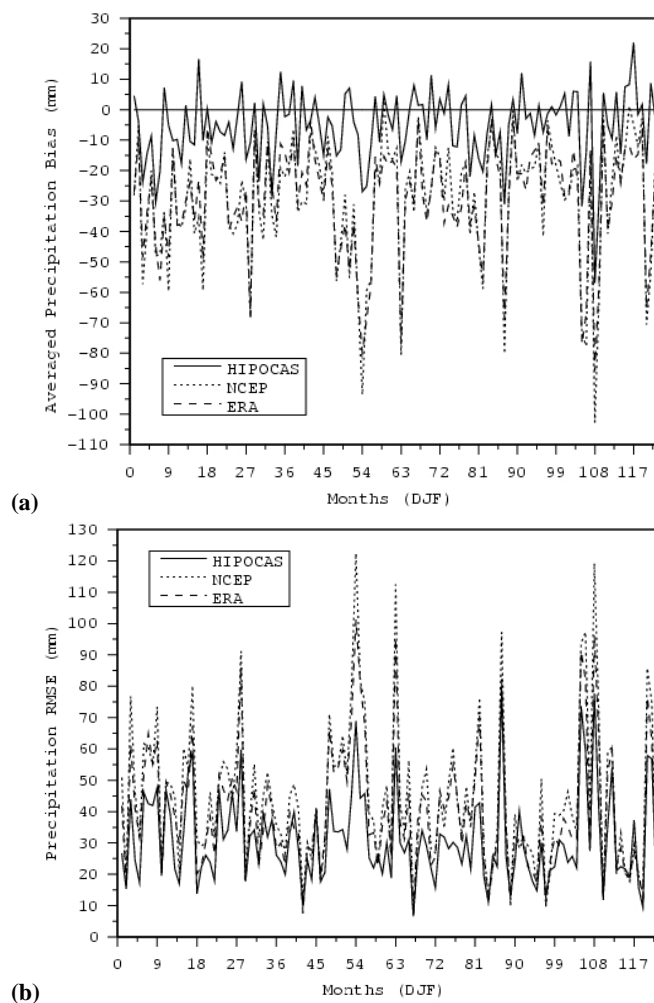 30
20
10
0
-10
-20
-30
-40
-50
-60
-70
-80
-90
-100
-110
Averaged Precipitation Bias (mm)
HIPOCAS
NCEP
ERA
0 9 18 27 36 45 54 63 72 81 90 99 108 117
Months (DJF)
(a)
130
120
110
100
90
80
70
60
50
40
30
20
10
0
Precipitation RMSE (mm)
HIPOCAS
NCEP
ERA
0 9 18 27 36 45 54 63 72 81 90 99 108 117
Months (DJF)
(b)